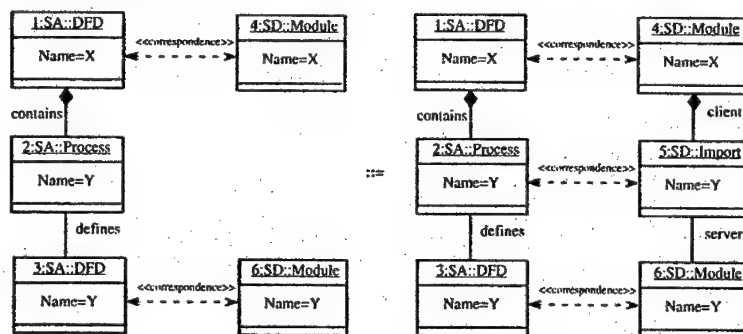 1:SA::DFD
Name=X
<<correspondence>>
4:SD::Module
Name=X
contains
2:SA::Process
Name=Y
defines
3:SA::DFD
Name=Y
<<correspondence>>
6:SD::Module
Name=Y
::=
1:SA::DFD
Name=X
<<correspondence>>
4:SD::Module
Name=X
contains
client
2:SA::Process
Name=Y
<<correspondence>>
5:SD::Import
Name=Y
defines
server
3:SA::DFD
Name=Y
<<correspondence>>
6:SD::Module
Name=Y